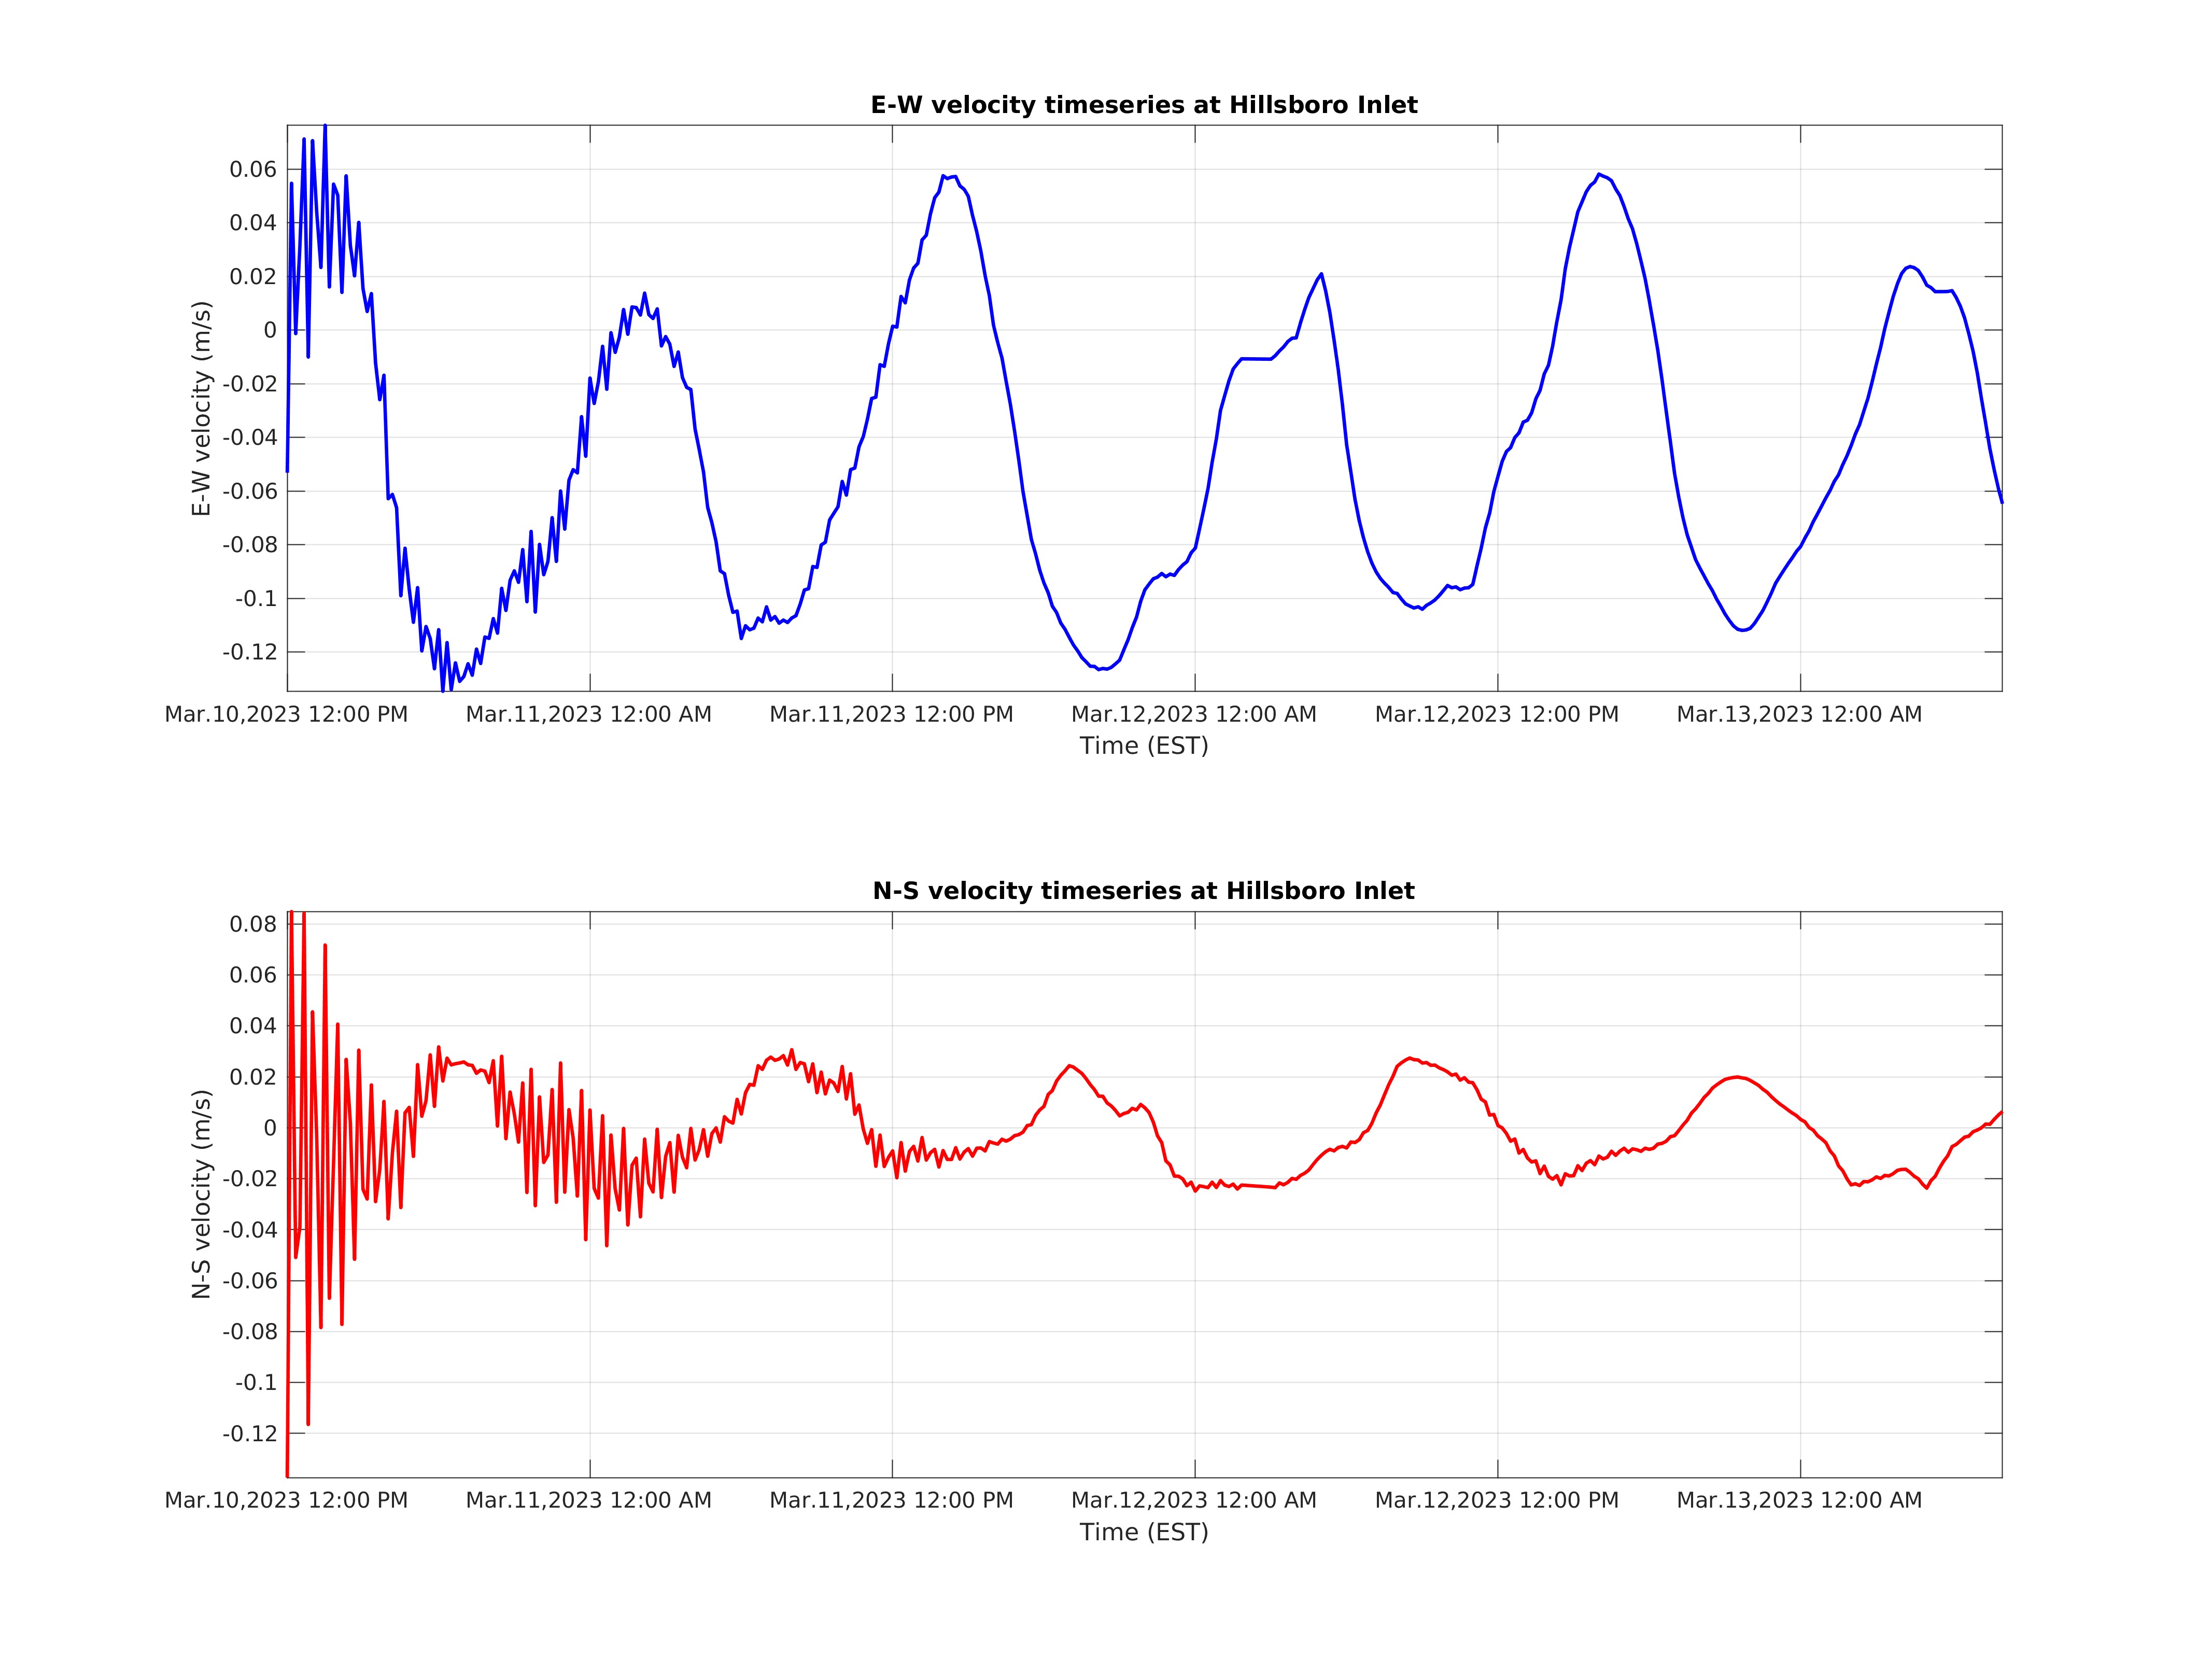 E-W velocity timeseries at Hillsboro Inlet
0.06
0.04
0.02
0
-0.02
-0.04
-0.06
-0.08
-0.1
-0.12
E-W velocity (m/s)
Mar.10,2023 12:00 PM Mar.11,2023 12:00 AM Mar.11,2023 12:00 PM Mar.12,2023 12:00 AM Mar.12,2023 12:00 PM Mar.13,2023 12:00 AM
Time (EST)
N-S velocity timeseries at Hillsboro Inlet
0.08
0.06
0.04
0.02
0
-0.02
-0.04
-0.06
-0.08
-0.1
-0.12
N-S velocity (m/s)
Mar.10,2023 12:00 PM Mar.11,2023 12:00 AM Mar.11,2023 12:00 PM Mar.12,2023 12:00 AM Mar.12,2023 12:00 PM Mar.13,2023 12:00 AM
Time (EST)